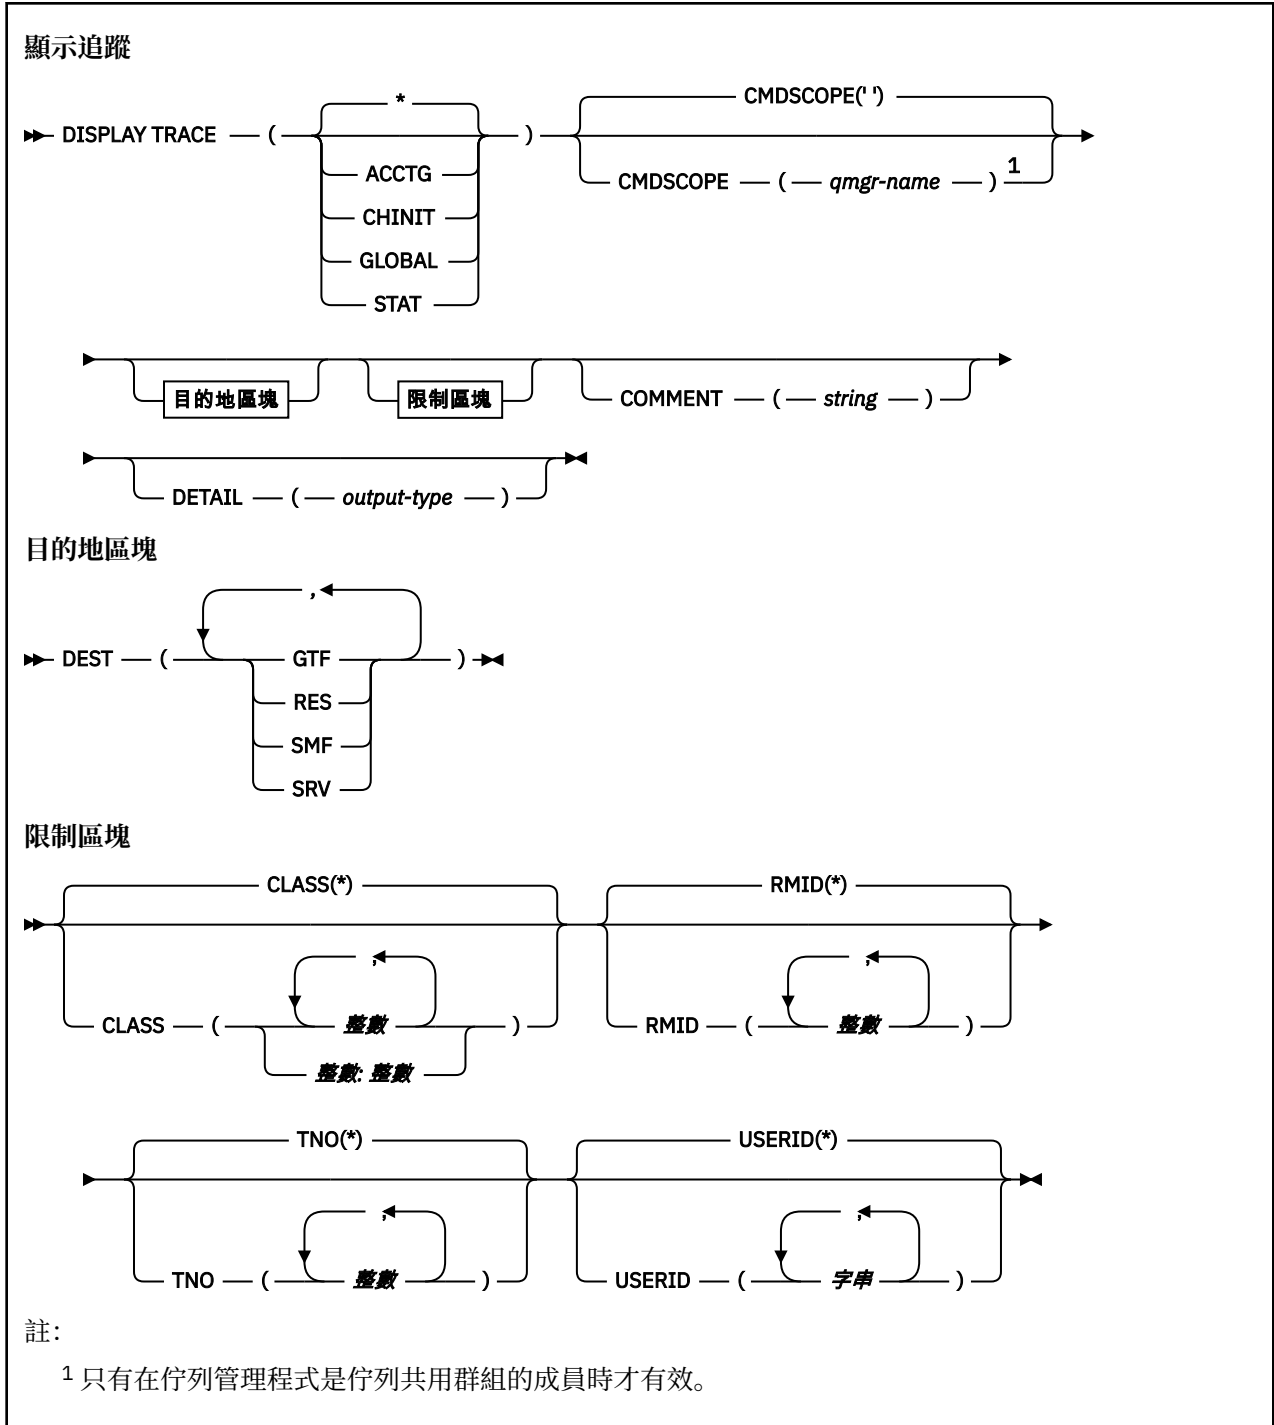 顯示追蹤
*
CMDSCOPE(' ')
DISPLAY TRACE ( )
ACCTG
CHINIT
GLOBAL
STAT
CMDSCOPE ( qmgr-name ) 1
目的地區塊 限制區塊 COMMENT ( string )
DETAIL ( output-type )
目的地區塊
,
DEST ( GTF )
RES
SMF
SRV
限制區塊
CLASS(*) RMID(*)
, ,
CLASS ( 整數 ) RMID ( 整數 )
整數: 整數
TNO(*) USERID(*)
, ,
TNO ( 整數 ) USERID ( 字串 )
註:
1 只有在佇列管理程式是佇列共用群組的成員時才有效。